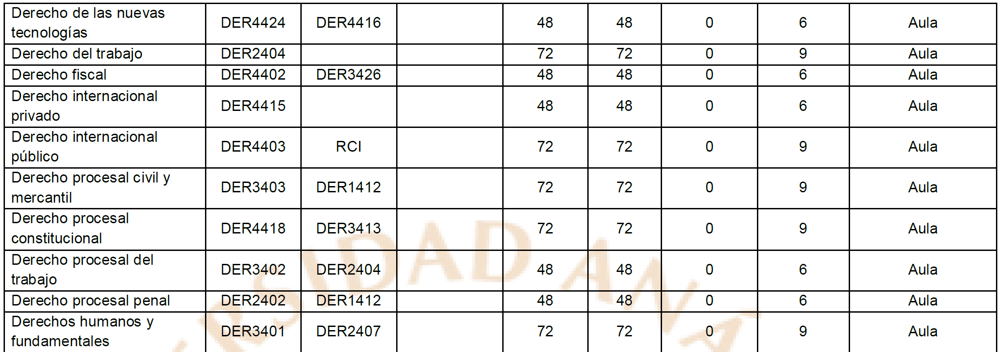 Derecho de las nuevas
tecnologías DER4424 DER4416 48 48 0 6 Aula
Derecho del trabajo DER2404 72 72 0 9 Aula
Derecho fiscal DER4402 DER3426 48 48 0 6 Aula
Derecho internacional
privado DER4415 48 48 0 6 Aula
Derecho internacional
público DER4403 RCI 72 72 0 9 Aula
Derecho procesal civil y
mercantil DER3403 DER1412 72 72 0 9 Aula
Derecho procesal
constitucional DER4418 DER3413 72 72 0 9 Aula
Derecho procesal del
trabajo DER3402 DER2404 48 48 0 6 Aula
Derecho procesal penal DER2402 DER1412 48 48 0 6 Aula
Derechos humanos y
fundamentales DER3401 DER2407 72 72 0 9 Aula
RSIDAD ANÁ